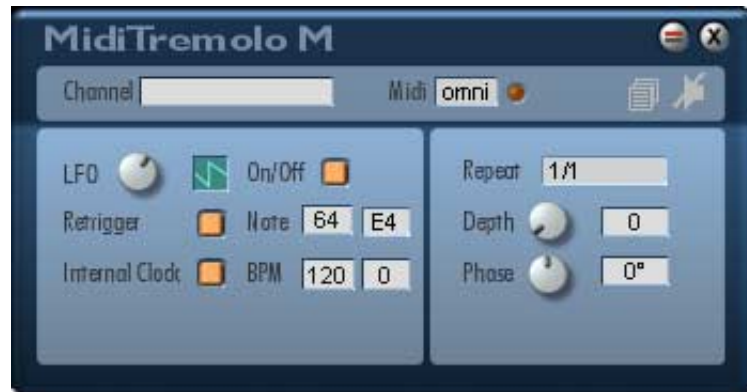 MidiTremolo M
Channel Midi omni
LFO On/Off
Retrigger Note 64 E4
Internal Clock BPM 120 0
Repeat 1/1
Depth 0
Phase 0°